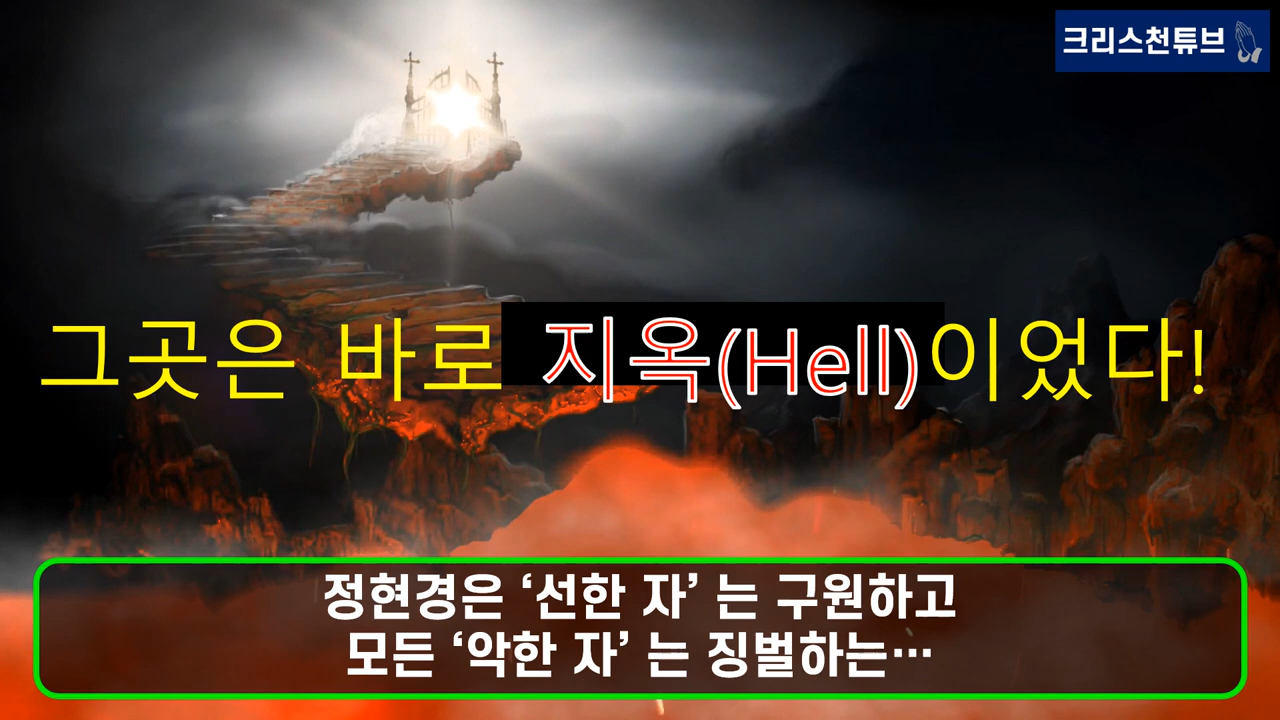 크리스천튜브
그곳은 바로 지옥(Hell)이었다!
정현경은 ‘선한 자’ 는 구원하고
모든 ‘악한 자’ 는 징벌하는…